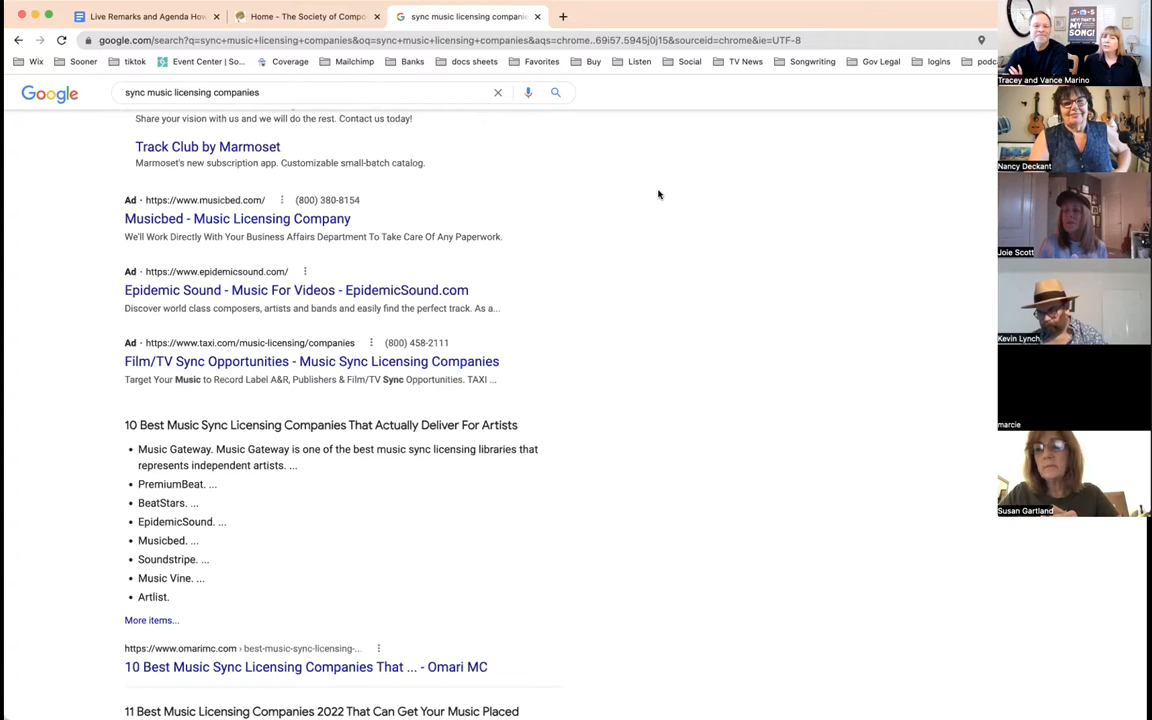 Live Remarks and Agenda How
Home - The Society of Compo
sync music licensing companie
google.com/search?q=sync+music+licensing+companies&oq=sync+music+licensing+companies&aqs=chrome..69i57.5945j0j15&sourceid=chrome&ie=UTF-8
Wix
Sooner
tiktok
Event Center | So...
Coverage
Mailchimp
Banks
docs sheets
Favorites
Buy
Listen
Social
TV News
Songwriting
Gov Legal
logins
podc
Google
sync music licensing companies
Share your vision with us and we will do the rest. Contact us today!
Track Club by Marmoset
Marmoset's new subscription app. Customizable small-batch catalog.
Ad · https://www.musicbed.com/ (800) 380-8154
Musicbed - Music Licensing Company
We'll Work Directly With Your Business Affairs Department To Take Care Of Any Paperwork.
Ad · https://www.epidemicsound.com/
Epidemic Sound - Music For Videos - EpidemicSound.com
Discover world class composers, artists and bands and easily find the perfect track. As a...
Ad · https://www.taxi.com/music-licensing/companies (800) 458-2111
Film/TV Sync Opportunities - Music Sync Licensing Companies
Target Your Music to Record Label A&R, Publishers & Film/TV Sync Opportunities. TAXI ...
10 Best Music Sync Licensing Companies That Actually Deliver For Artists
• Music Gateway. Music Gateway is one of the best music sync licensing libraries that
represents independent artists. ...
• PremiumBeat. ...
• BeatStars. ...
• EpidemicSound. ...
• Musicbed. ...
• Soundstripe. ...
• Music Vine. ...
• Artlist.
More items...
https://www.omarimc.com › best-music-sync-licensing-...
10 Best Music Sync Licensing Companies That ... - Omari MC
11 Best Music Licensing Companies 2022 That Can Get Your Music Placed
HEY! THAT'S
MY
SONG!
Tracey and Vance Marino
Nancy Deckant
Joie Scott
Kevin Lynch
marcie
Susan Gartland